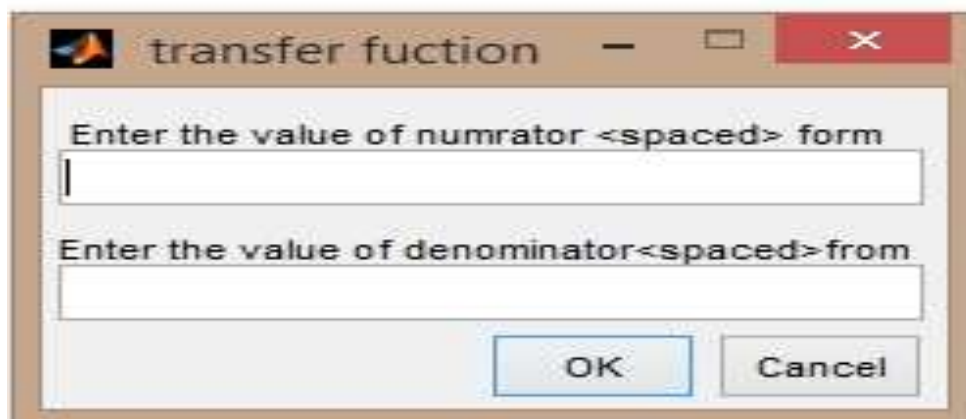 transfer fuction
Enter the value of numrator <spaced> form
Enter the value of denominator<spaced>from
OK Cancel